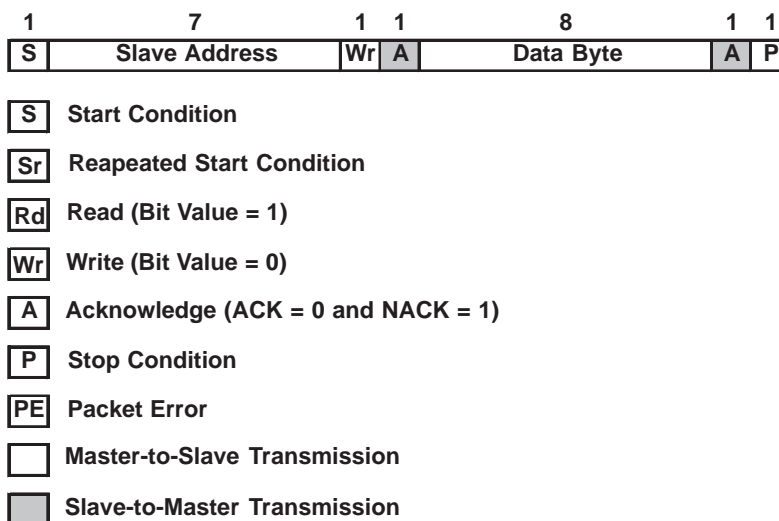 1 7 1 1 8 1 1
S Slave Address Wr A Data Byte A P
S Start Condition
Sr Reapeated Start Condition
Rd Read (Bit Value = 1)
Wr Write (Bit Value = 0)
A Acknowledge (ACK = 0 and NACK = 1)
P Stop Condition
PE Packet Error
Master-to-Slave Transmission
Slave-to-Master Transmission